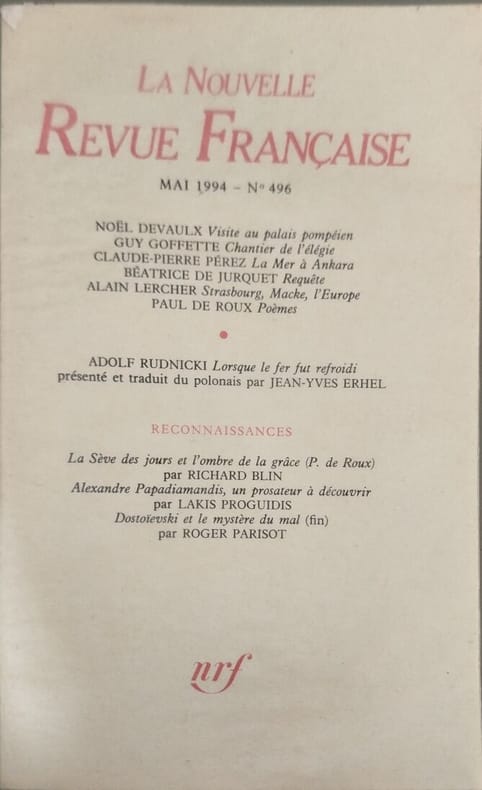 LA NOUVELLE
REVUE FRANÇAISE
MAI 1994 – Nº 496
NOËL DEVAULX Visite au palais pompéien
GUY GOFFETTE Chantier de l'élégie
CLAUDE-PIERRE PÉREZ La Mer à Ankara
BÉATRICE DE JURQUET Requête
ALAIN LERCHER Strasbourg, Macke, l'Europe
PAUL DE ROUX Poèmes
ADOLF RUDNICKI Lorsque le fer fut refroidi
présenté et traduit du polonais par JEAN-YVES ERHEL
RECONNAISSANCES
La Sève des jours et l'ombre de la grâce (P. de Roux)
par RICHARD BLIN
Alexandre Papadiamandis, un prosateur à découvrir
par LAKIS PROGUIDIS
Dostoïevski et le mystère du mal (fin)
par ROGER PARISOT
nrf